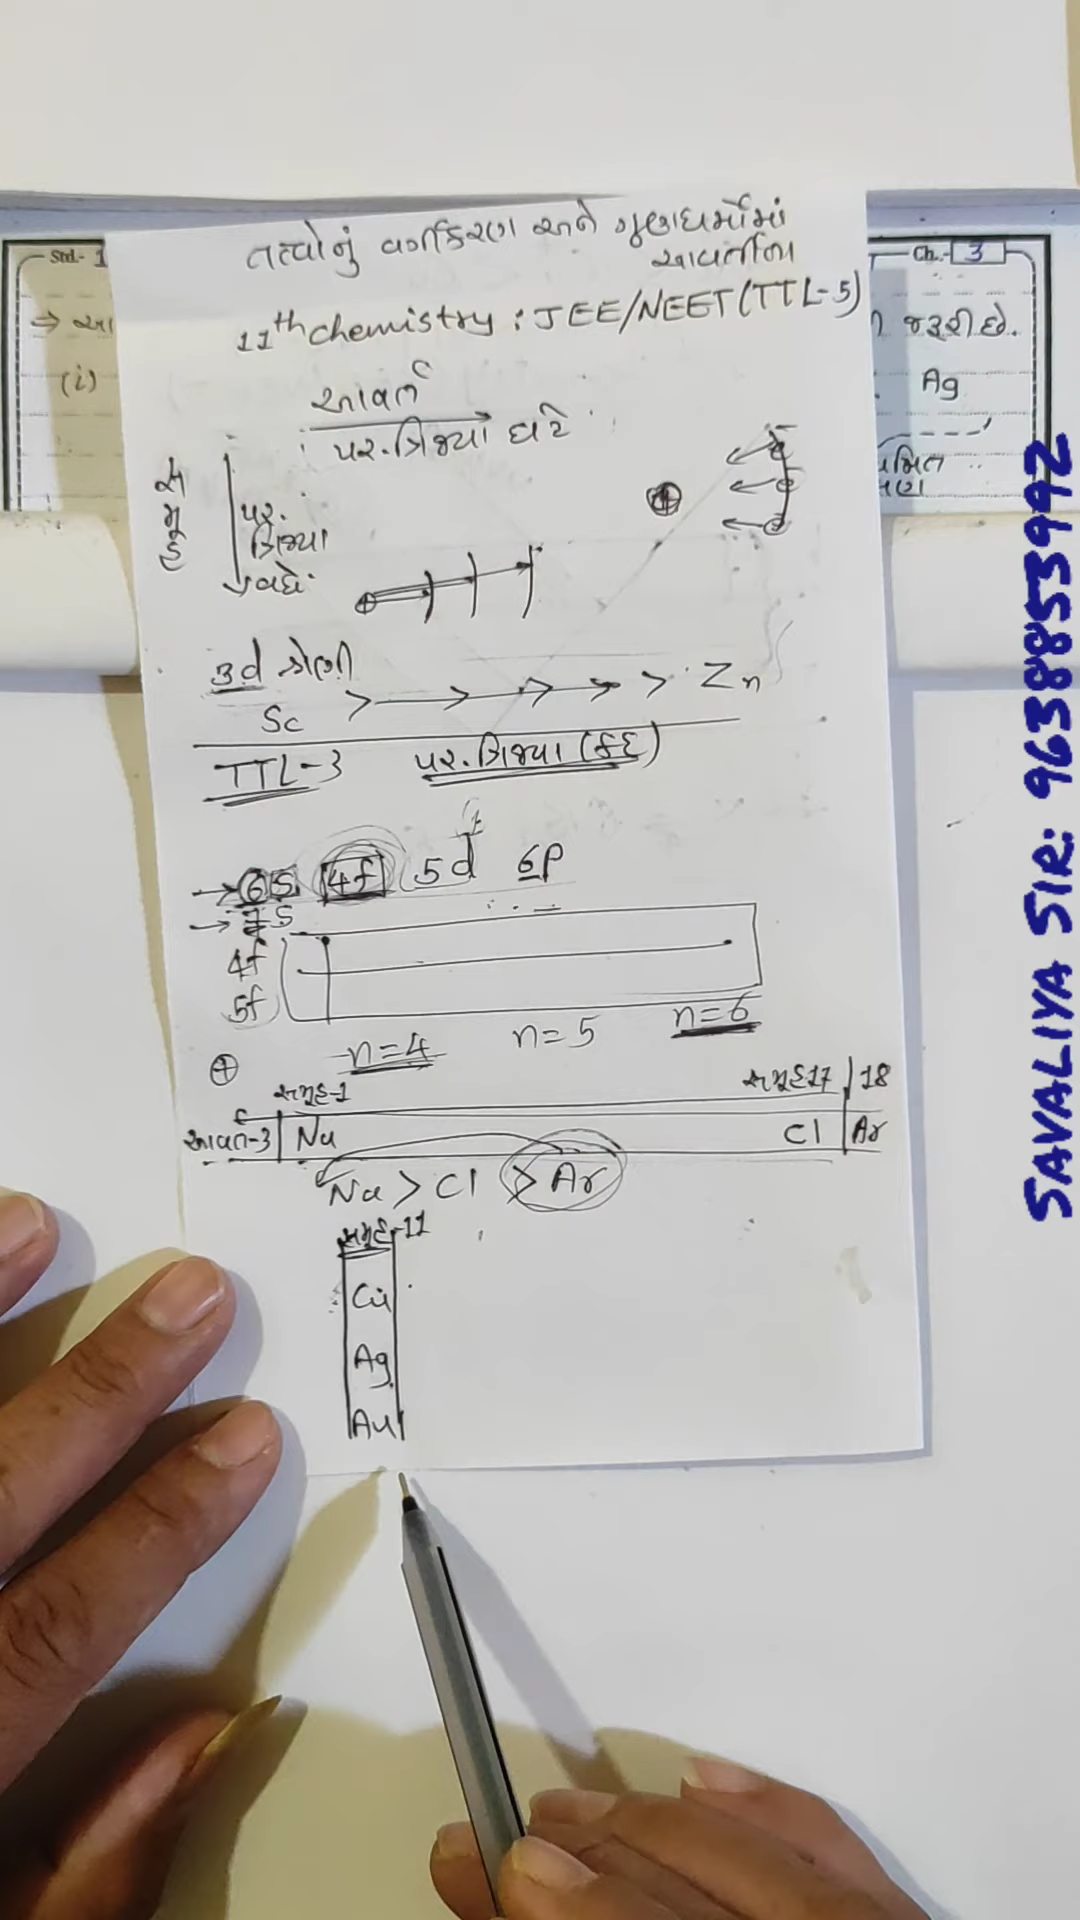 તત્વોનું વર્ગીકરણ અને ગુણધર્મોમાં
આવર્તીતા
Std.- 1
Ch.- 3
11th chemistry : JEE/NEET (TTL-5)
જરૂરી છે.
(i)
Ag
આવર્ત
પર. ત્રિજ્યા ઘટે
સમૂહ
પર.
ત્રિજ્યા
વધે
3d શ્રેણી
Sc > > > > > Zn
TTL-3 પર. ત્રિજ્યા (કદ)
6s 4f 5d 6p
7s
4f
5f
n=4 n=5 n=6
સમૂહ-1 સમૂહ 17 18
આવર્ત-3 Na Cl Ar
Na > Cl > Ar
સમૂહ-11
Cu
Ag
Au
SAVALIYA SIR: 9638853992